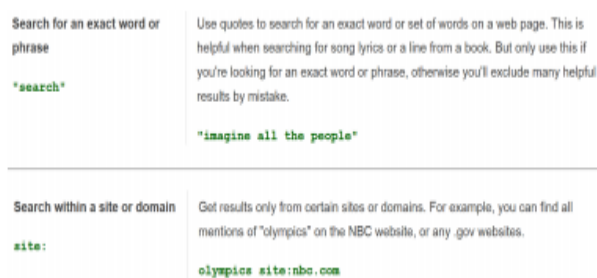 Search for an exact word or
phrase
"search"
Use quotes to search for an exact word or set of words on a web page. This is
helpful when searching for song lyrics or a line from a book. But only use this if
you're looking for an exact word or phrase, otherwise you'll exclude many helpful
results by mistake.
"imagine all the people"
Search within a site or domain
site:
Get results only from certain sites or domains. For example, you can find all
mentions of "olympics" on the NBC website, or any .gov websites.
olympics site:nbc.com